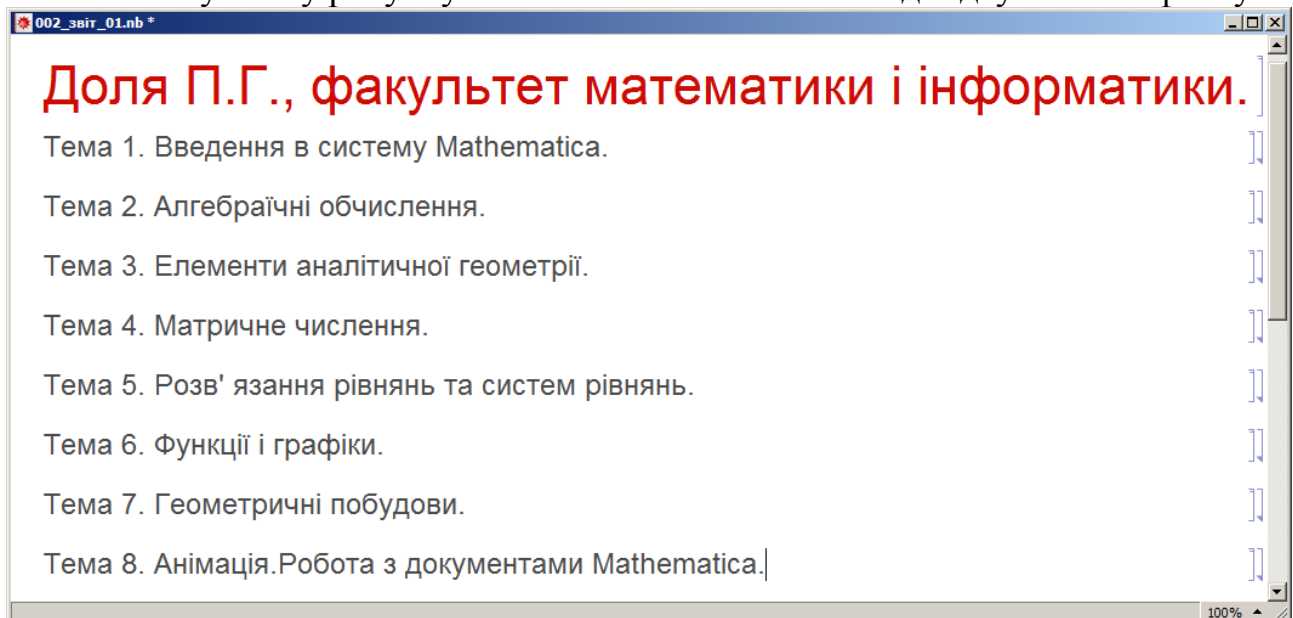 002_звіт_01.nb *
Доля П.Г., факультет математики і інформатики.
Тема 1. Введення в систему Mathematica.
Тема 2. Алгебраїчні обчислення.
Тема 3. Елементи аналітичної геометрії.
Тема 4. Матричне числення.
Тема 5. Розв' язання рівнянь та систем рівнянь.
Тема 6. Функції і графіки.
Тема 7. Геометричні побудови.
Тема 8. Анімація.Робота з документами Mathematica.
100%